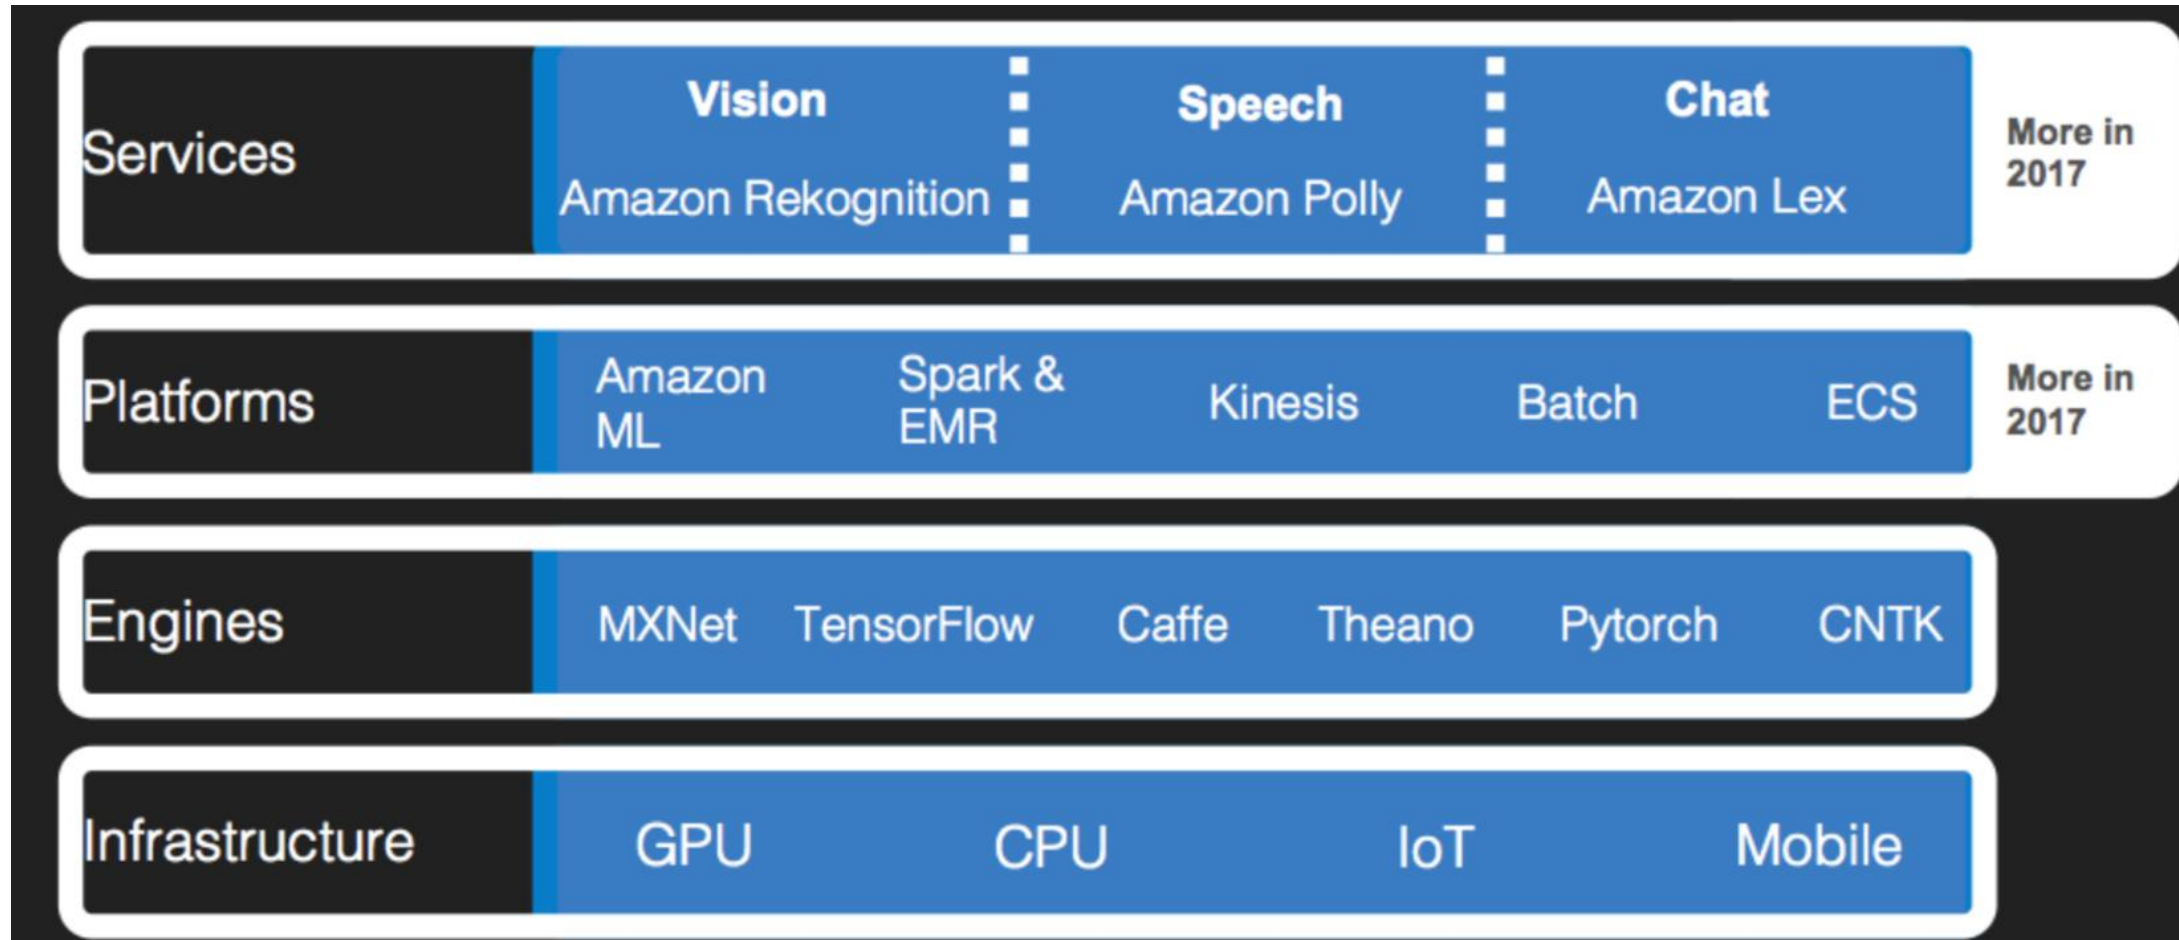 Services
Vision
Amazon Rekognition
Speech
Amazon Polly
Chat
Amazon Lex
More in
2017
Platforms
Amazon
ML
Spark &
EMR
Kinesis
Batch
ECS
More in
2017
Engines
MXNet
TensorFlow
Caffe
Theano
Pytorch
CNTK
Infrastructure
GPU
CPU
IoT
Mobile